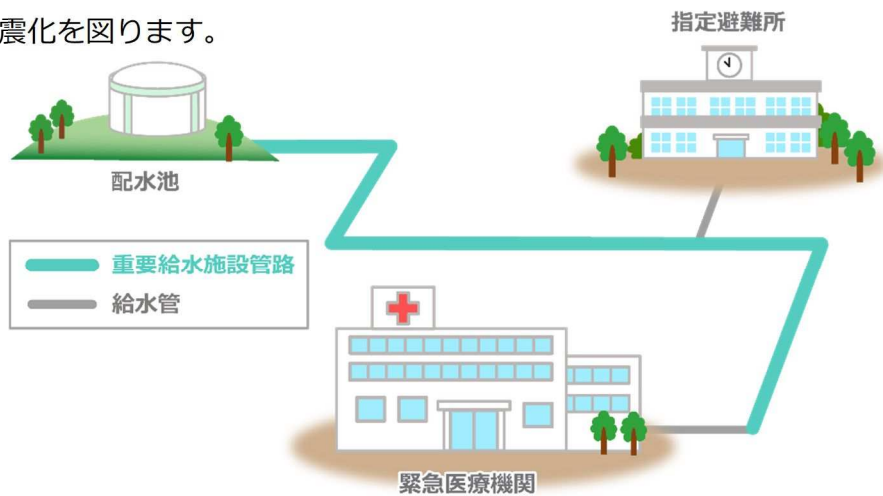 震化を図ります。
指定避難所
配水池
重要給水施設管路
給水管
緊急医療機関